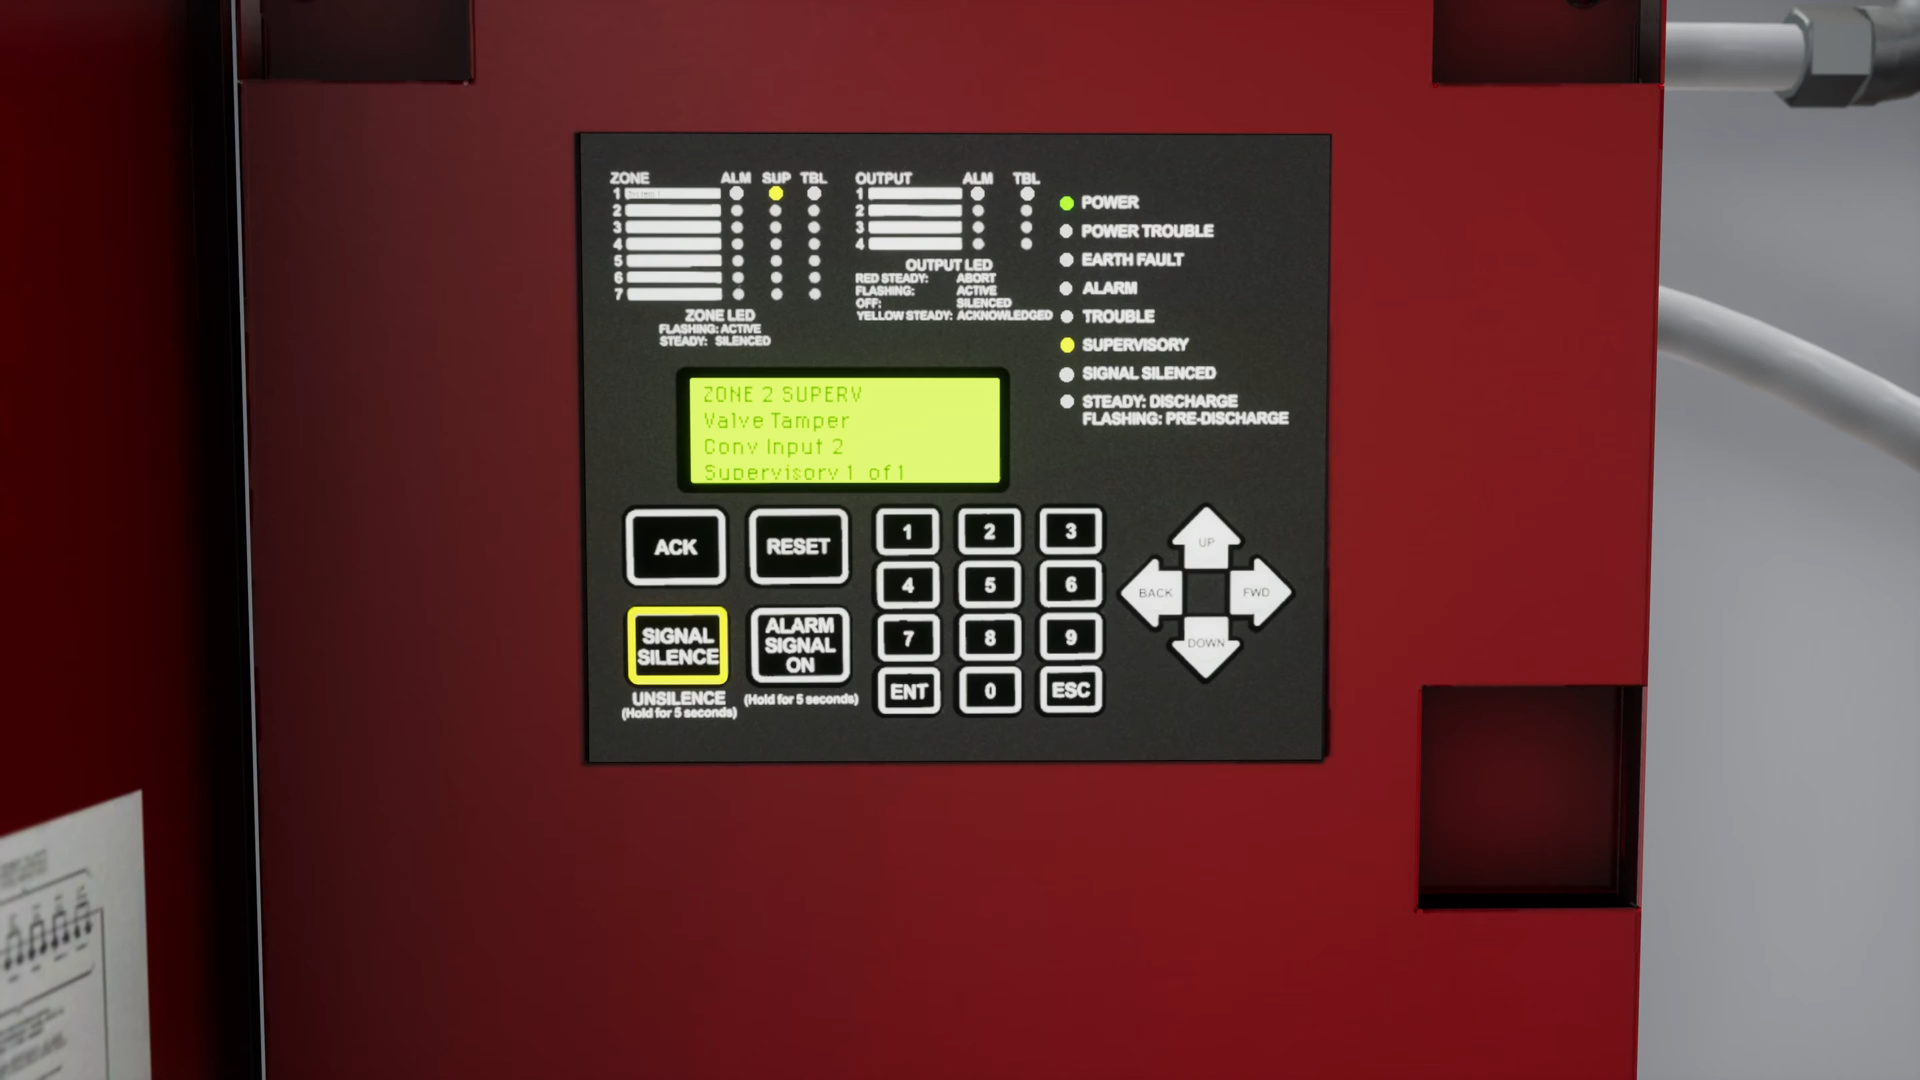 ZONE ALM SUP TBL
1
2
3
4
5
6
7
ZONE LED
FLASHING: ACTIVE
STEADY: SILENCED
OUTPUT ALM TBL
1
2
3
4
OUTPUT LED
RED STEADY: ABORT
FLASHING: ACTIVE
OFF: SILENCED
YELLOW STEADY: ACKNOWLEDGED
POWER
POWER TROUBLE
EARTH FAULT
ALARM
TROUBLE
SUPERVISORY
SIGNAL SILENCED
STEADY: DISCHARGE
FLASHING: PRE-DISCHARGE
ZONE 2 SUPERV
Valve Tamper
Conv Input 2
Supervisory 1 of 1
ACK
RESET
SIGNAL
SILENCE
UNSILENCE
(Hold for 5 seconds)
ALARM
SIGNAL
ON
(Hold for 5 seconds)
1 2 3
4 5 6
7 8 9
ENT 0 ESC
UP
BACK FWD
DOWN